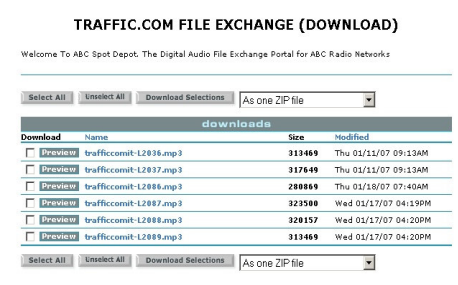 TRAFFIC.COM FILE EXCHANGE (DOWNLOAD)
Welcome To ABC Spot Depot. The Digital Audio File Exchange Portal for ABC Radio Networks
Select All Unselect All Download Selections As one ZIP file
downloads
Download Name Size Modified
Preview trafficcomit-L2036.mp3 313469 Thu 01/11/07 09:13AM
Preview trafficcomit-L2037.mp3 317649 Thu 01/11/07 09:13AM
Preview trafficcomit-L2086.mp3 280869 Thu 01/18/07 07:40AM
Preview trafficcomit-L2087.mp3 323500 Wed 01/17/07 04:19PM
Preview trafficcomit-L2088.mp3 320157 Wed 01/17/07 04:20PM
Preview trafficcomit-L2089.mp3 313469 Wed 01/17/07 04:20PM
Select All Unselect All Download Selections As one ZIP file